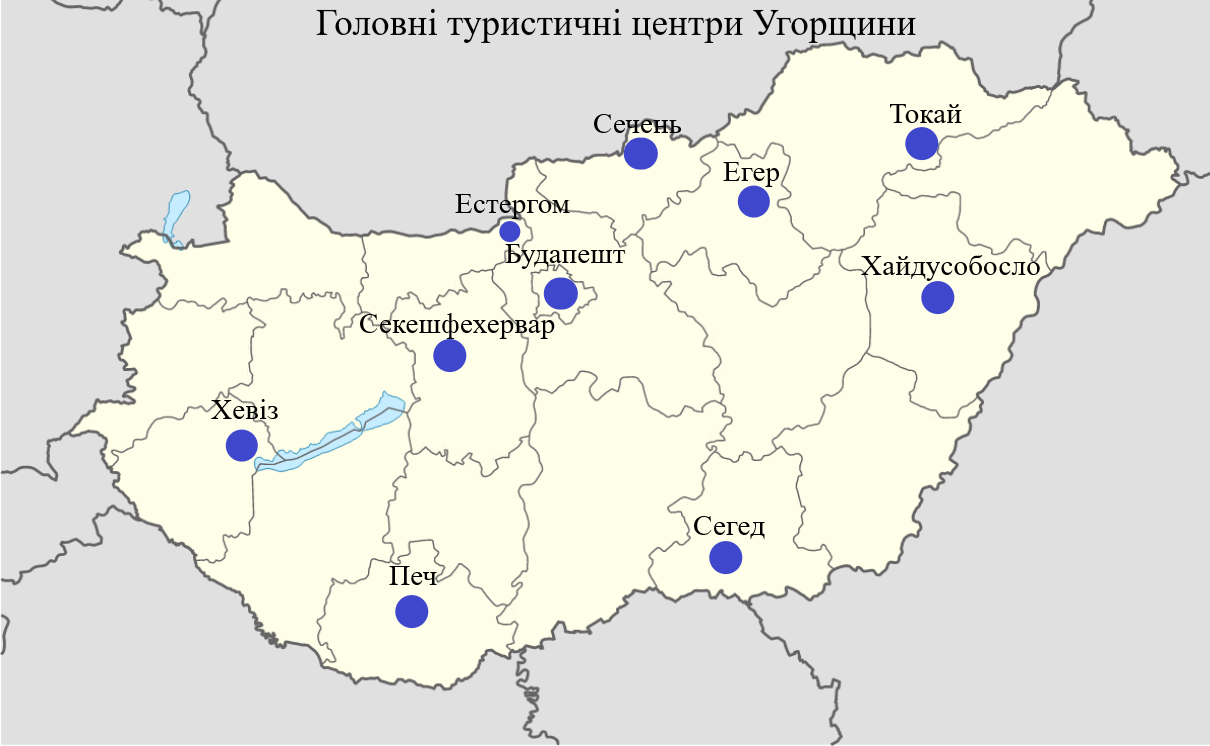 Головні туристичні центри Угорщини
Токай
Сечень
Егер
Естергом
Будапешт
Хайдусобосло
Секешфехервар
Хевіз
Сегед
Печ